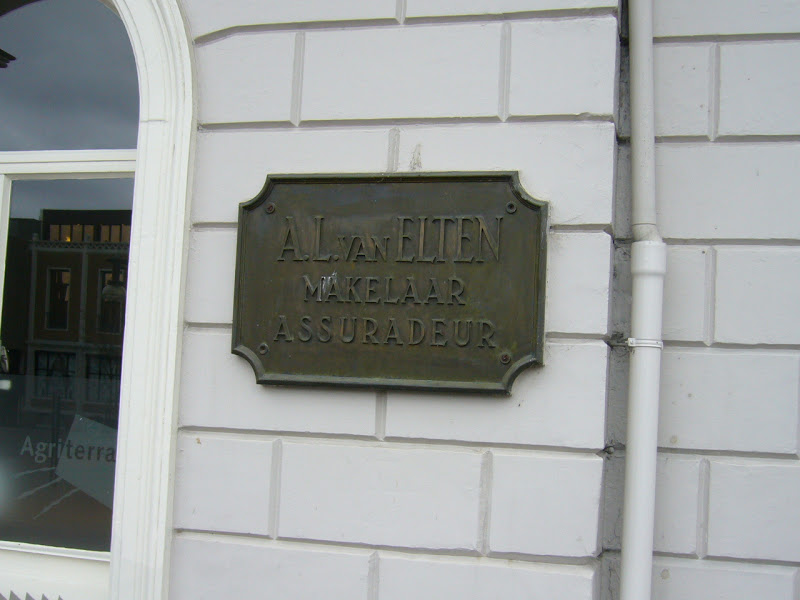 A.L. VAN ELTEN
MAKELAAR
ASSURADEUR
Agriterra